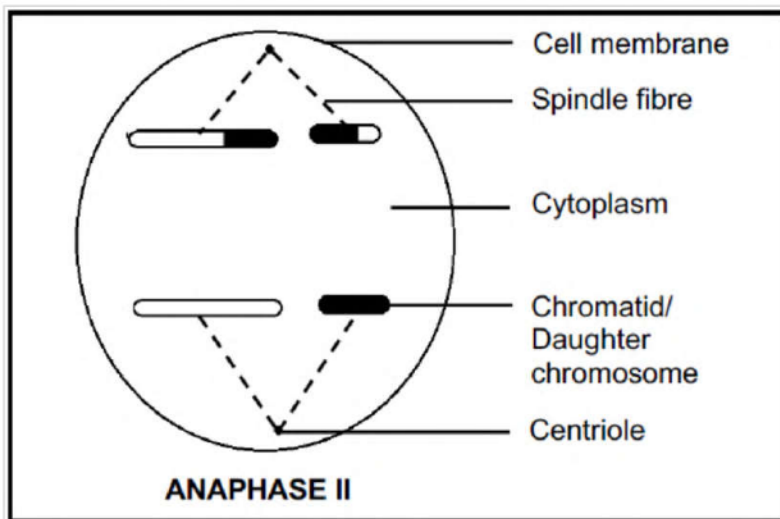 Cell membrane
Spindle fibre
Cytoplasm
Chromatid/
Daughter
chromosome
Centriole
ANAPHASE II